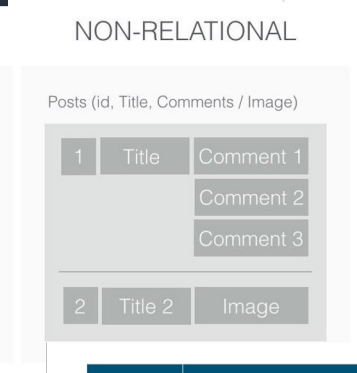 NON-RELATIONAL
Posts (id, Title, Comments / Image)
1 Title Comment 1
Comment 2
Comment 3
2 Title 2 Image